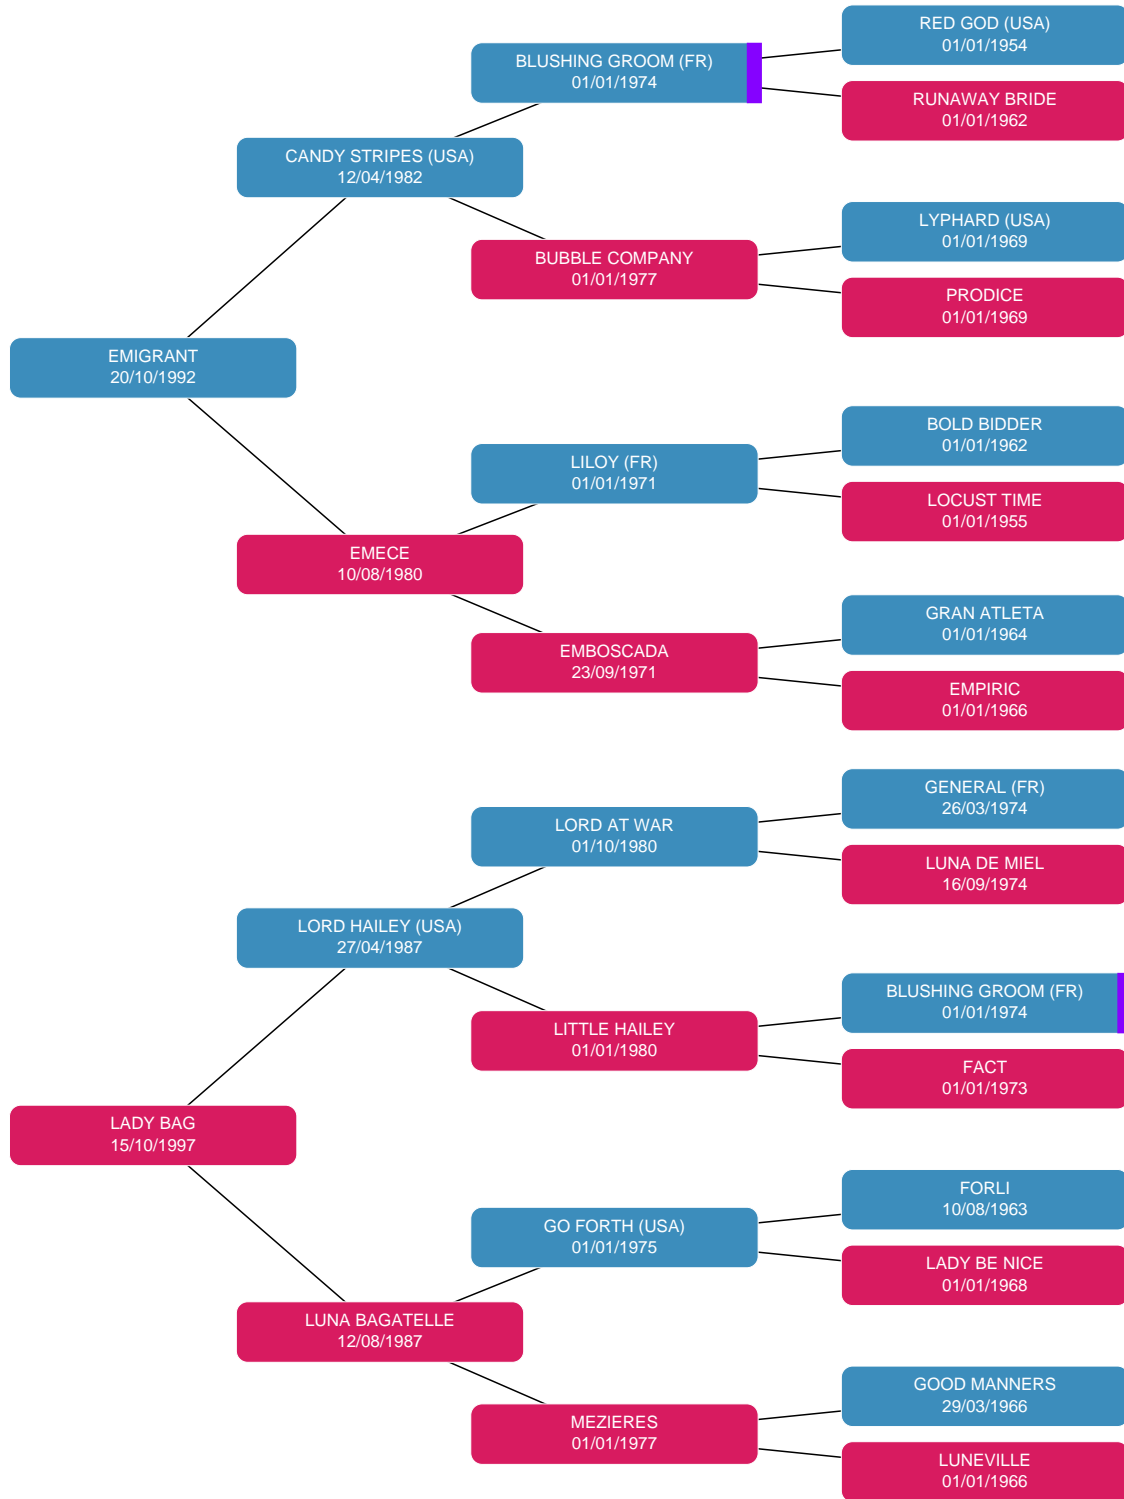 RED GOD (USA)
01/01/1954
BLUSHING GROOM (FR)
01/01/1974
RUNAWAY BRIDE
01/01/1962
CANDY STRIPES (USA)
12/04/1982
LYPHARD (USA)
01/01/1969
BUBBLE COMPANY
01/01/1977
PRODICE
01/01/1969
EMIGRANT
20/10/1992
BOLD BIDDER
01/01/1962
LILOY (FR)
01/01/1971
LOCUST TIME
01/01/1955
EMECE
10/08/1980
GRAN ATLETA
01/01/1964
EMBOSCADA
23/09/1971
EMPIRIC
01/01/1966
GENERAL (FR)
26/03/1974
LORD AT WAR
01/10/1980
LUNA DE MIEL
16/09/1974
LORD HAILEY (USA)
27/04/1987
BLUSHING GROOM (FR)
01/01/1974
LITTLE HAILEY
01/01/1980
FACT
01/01/1973
LADY BAG
15/10/1997
FORLI
10/08/1963
GO FORTH (USA)
01/01/1975
LADY BE NICE
01/01/1968
LUNA BAGATELLE
12/08/1987
GOOD MANNERS
29/03/1966
MEZIERES
01/01/1977
LUNEVILLE
01/01/1966